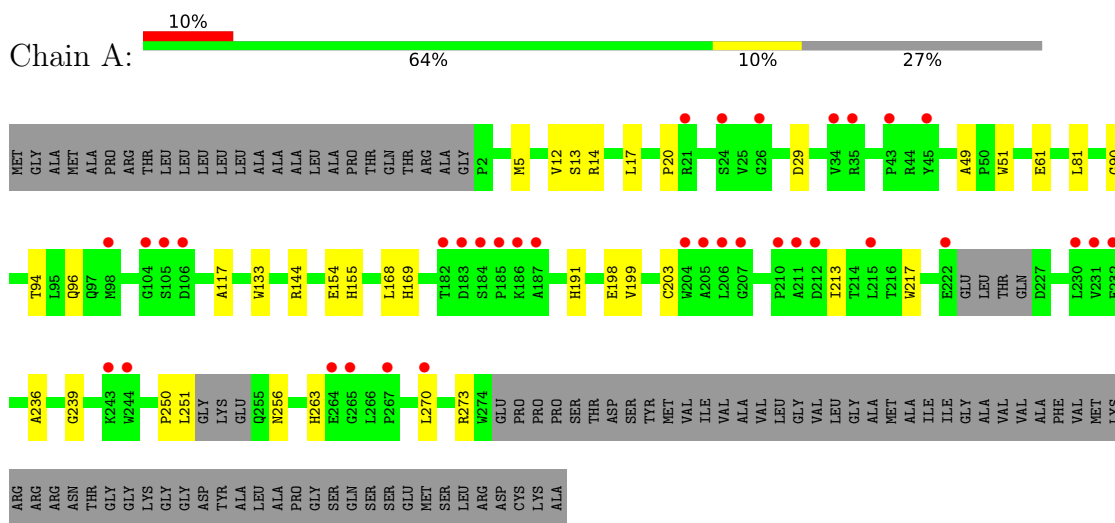 10%
Chain A:
64% 10% 27%
MET GLY ALA MET ALA PRO ARG THR LEU LEU LEU LEU LEU ALA ALA ALA LEU ALA PRO THR GLN THR ARG ALA GLY P2 M5 V12 S13 R14 L17 P20 R21 S24 V25 G26 D29 V34 R35 P43 R44 Y45 A49 P50 W51 E61 L81 G90
T94 L95 Q96 Q97 M98 G104 S105 D106 A117 W133 R144 E154 H155 L168 H169 T182 D183 S184 P185 K186 A187 H191 E198 V199 C203 W204 A205 L206 G207 P210 A211 D212 I213 T214 L215 T216 W217 E222 GLU LEU THR GLN D227 L230 V231
A236 G239 K243 W244 P250 L251 GLY LYS GLU Q255 N256 H263 E264 G265 L266 P267 L270 R273 W274 GLU PRO PRO PRO SER THR ASP SER TYR MET VAL ILE VAL ALA VAL LEU GLY VAL LEU GLY ALA MET ALA ILE ILE GLY ALA VAL VAL ALA PHE VAL MET LYS
ARG ARG ARG ASN THR GLY GLY LYS GLY GLY ASP TYR ALA LEU ALA PRO GLY SER GLN SER SER GLU MET SER LEU ARG ASP CYS LYS ALA